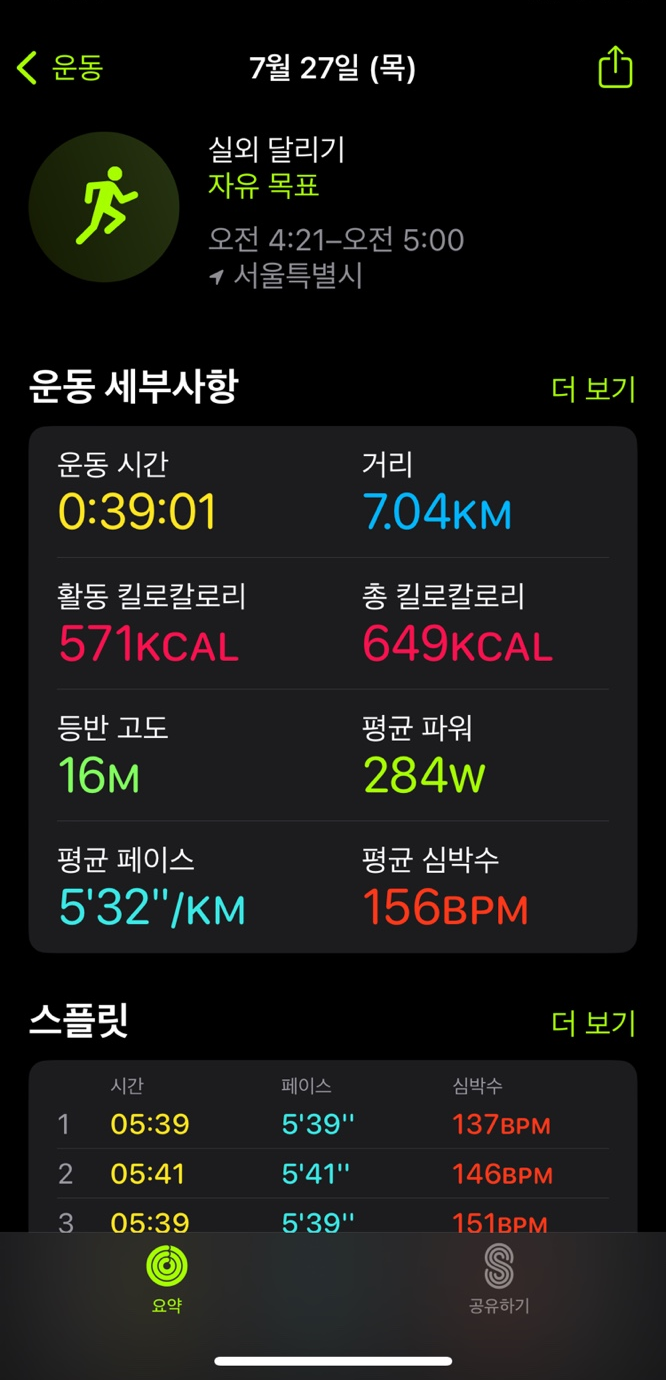 운동
7월 27일 (목)
실외 달리기
자유 목표
오전 4:21–오전 5:00
서울특별시
운동 세부사항 더 보기
운동 시간 거리
0:39:01 7.04KM
활동 킬로칼로리 총 킬로칼로리
571KCAL 649KCAL
등반 고도 평균 파워
16M 284W
평균 페이스 평균 심박수
5'32''/KM 156BPM
스플릿 더 보기
시간 페이스 심박수
1 05:39 5'39'' 137BPM
2 05:41 5'41'' 146BPM
3 05:39 5'39'' 151BPM
요약 공유하기